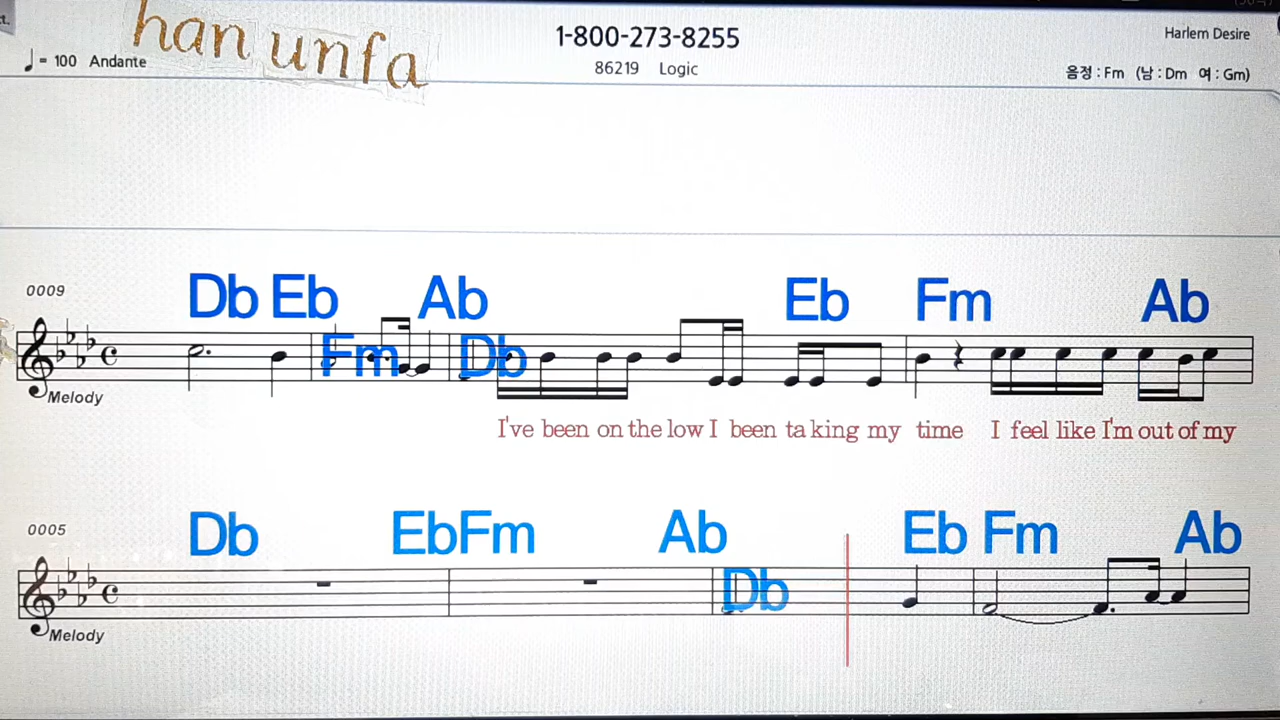 han unfa
1-800-273-8255
Harlem Desire
= 100 Andante
86219 Logic
음정 : Fm (남 : Dm 여 : Gm)
0009
Db Eb Fm Ab Db Eb Fm Ab
Melody
I've been on the low I been ta king my time I feel like I'm out of my
0005
Db Eb Fm Ab Db Eb Fm Ab
Melody